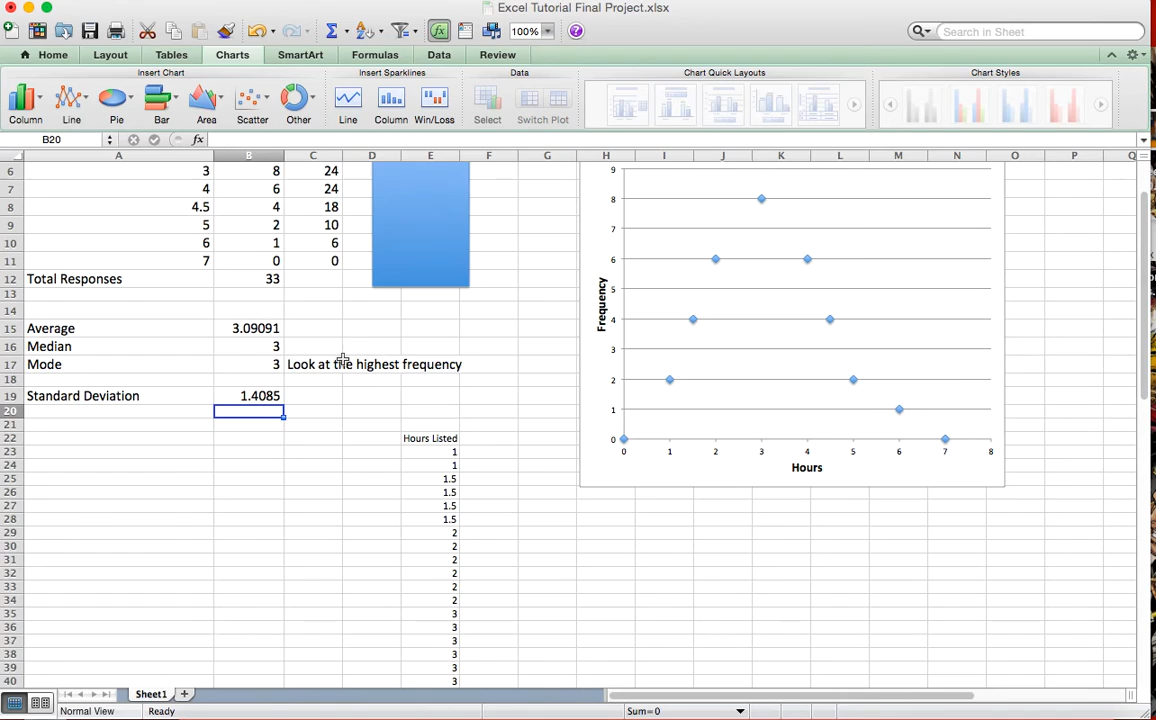 Excel Tutorial Final Project.xlsx
100%
Search in Sheet
Home Layout Tables Charts SmartArt Formulas Data Review
Insert Chart Insert Sparklines Data Chart Quick Layouts Chart Styles
Column Line Pie Bar Area Scatter Other Line Column Win/Loss Select Switch Plot
B20 fx
A B C D E F G H I J K L M N O P Q
6 3 8 24
7 4 6 24
8 4.5 4 18
9 5 2 10
10 6 1 6
11 7 0 0
12 Total Responses 33
13
14
15 Average 3.09091
16 Median 3
17 Mode 3 Look at the highest frequency
18
19 Standard Deviation 1.4085
20
21
22 Hours Listed
23 1
24 1
25 1.5
26 1.5
27 1.5
28 1.5
29 2
30 2
31 2
32 2
33 2
34 2
35 3
36 3
37 3
38 3
39 3
40 3
9
8
7
6
5
4
3
2
1
0
Frequency
0 1 2 3 4 5 6 7 8
Hours
Sheet1
Normal View Ready Sum=0